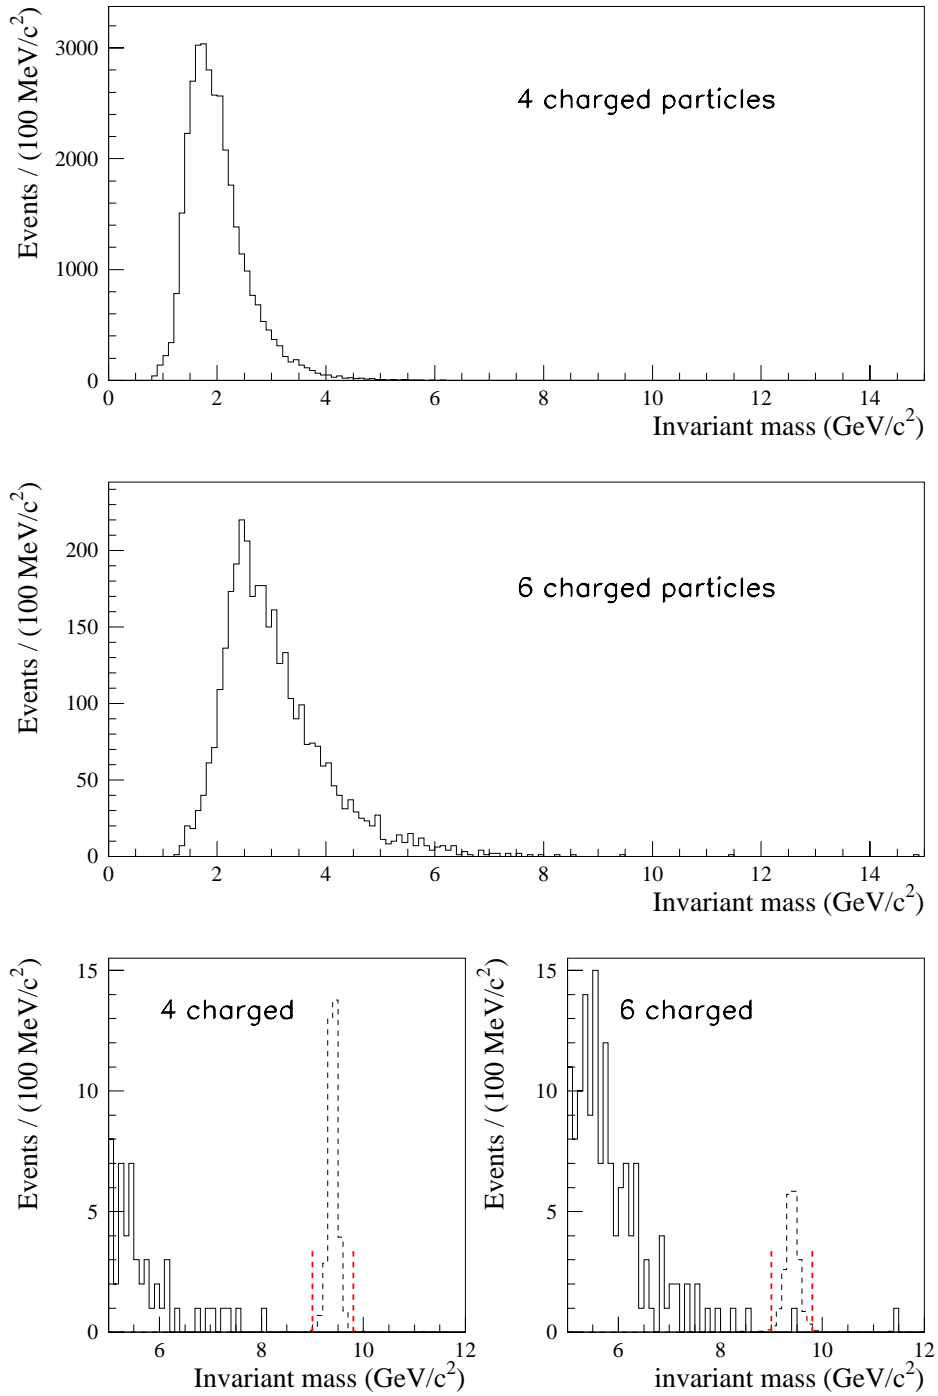 Events / (100 MeV/c²)
3000
2000
1000
0
4 charged particles
0 2 4 6 8 10 12 14
Invariant mass (GeV/c²)
Events / (100 MeV/c²)
200
150
100
50
0
6 charged particles
0 2 4 6 8 10 12 14
Invariant mass (GeV/c²)
Events / (100 MeV/c²)
15
10
5
0
4 charged
6 8 10 12
Invariant mass (GeV/c²)
Events / (100 MeV/c²)
15
10
5
0
6 charged
6 8 10 12
invariant mass (GeV/c²)